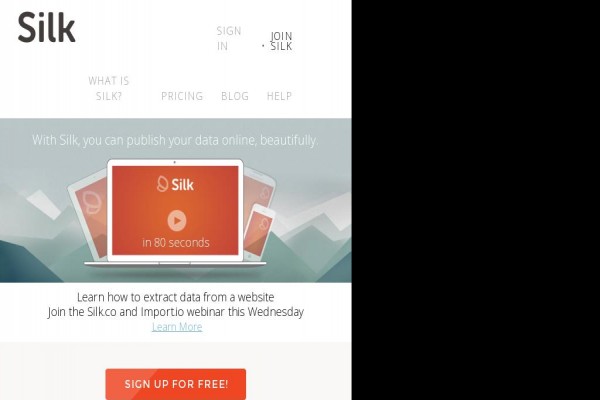 Silk
SIGN
IN
· JOIN
SILK
WHAT IS
SILK?
PRICING
BLOG
HELP
With Silk, you can publish your data online, beautifully.
Silk
in 80 seconds
Learn how to extract data from a website
Join the Silk.co and Import.io webinar this Wednesday
Learn More
SIGN UP FOR FREE!